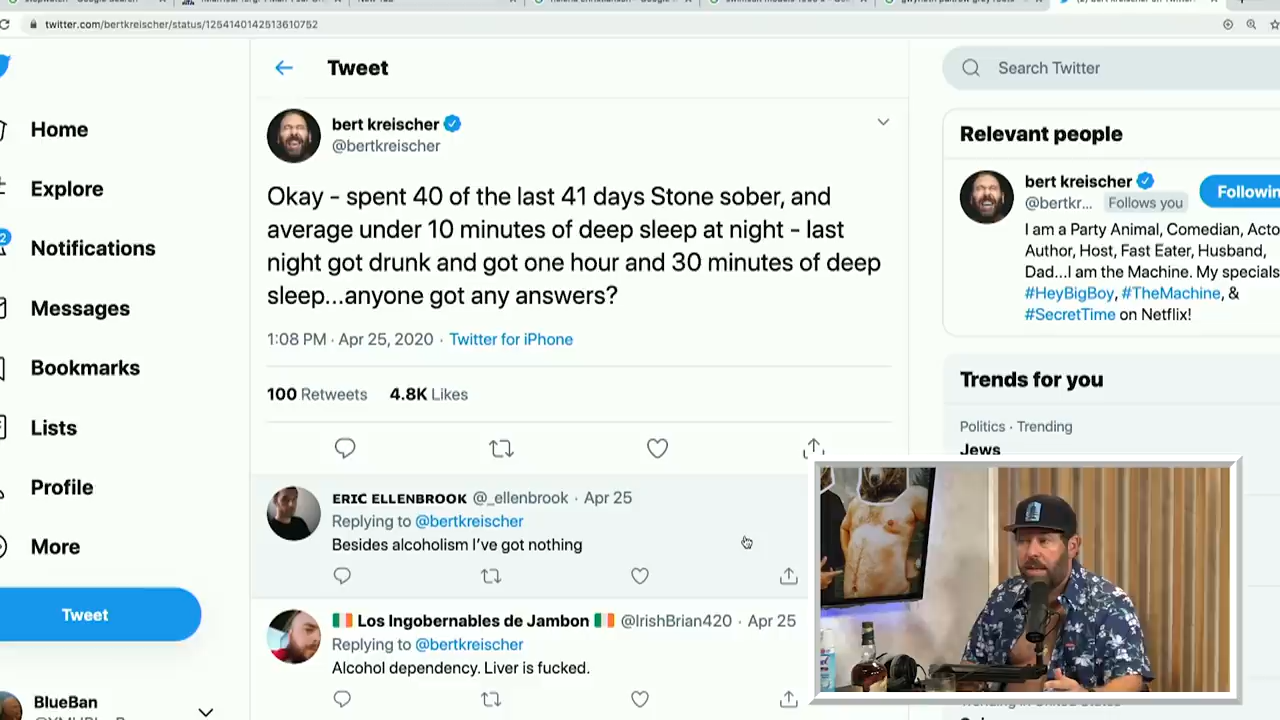 twitter.com/bertkreischer/status/1254140142513610752
Tweet
Search Twitter
Home
Explore
Notifications
Messages
Bookmarks
Lists
Profile
More
Tweet
BlueBan
bert kreischer
@bertkreischer
Okay - spent 40 of the last 41 days Stone sober, and
average under 10 minutes of deep sleep at night - last
night got drunk and got one hour and 30 minutes of deep
sleep...anyone got any answers?
1:08 PM · Apr 25, 2020 · Twitter for iPhone
100 Retweets 4.8K Likes
ERIC ELLENBROOK @_ellenbrook · Apr 25
Replying to @bertkreischer
Besides alcoholism I've got nothing
Los Ingobernables de Jambon @IrishBrian420 · Apr 25
Replying to @bertkreischer
Alcohol dependency. Liver is fucked.
Relevant people
bert kreischer
@bertkr... Follows you
Followin
I am a Party Animal, Comedian, Acto
Author, Host, Fast Eater, Husband,
Dad...I am the Machine. My specials
#HeyBigBoy, #TheMachine, &
#SecretTime on Netflix!
Trends for you
Politics · Trending
Jews